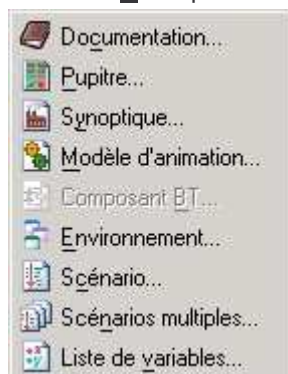 Documentation...
Pupitre...
Synoptique...
Modèle d'animation...
Composant BT...
Environnement...
Scénario...
Scénarios multiples...
Liste de variables...